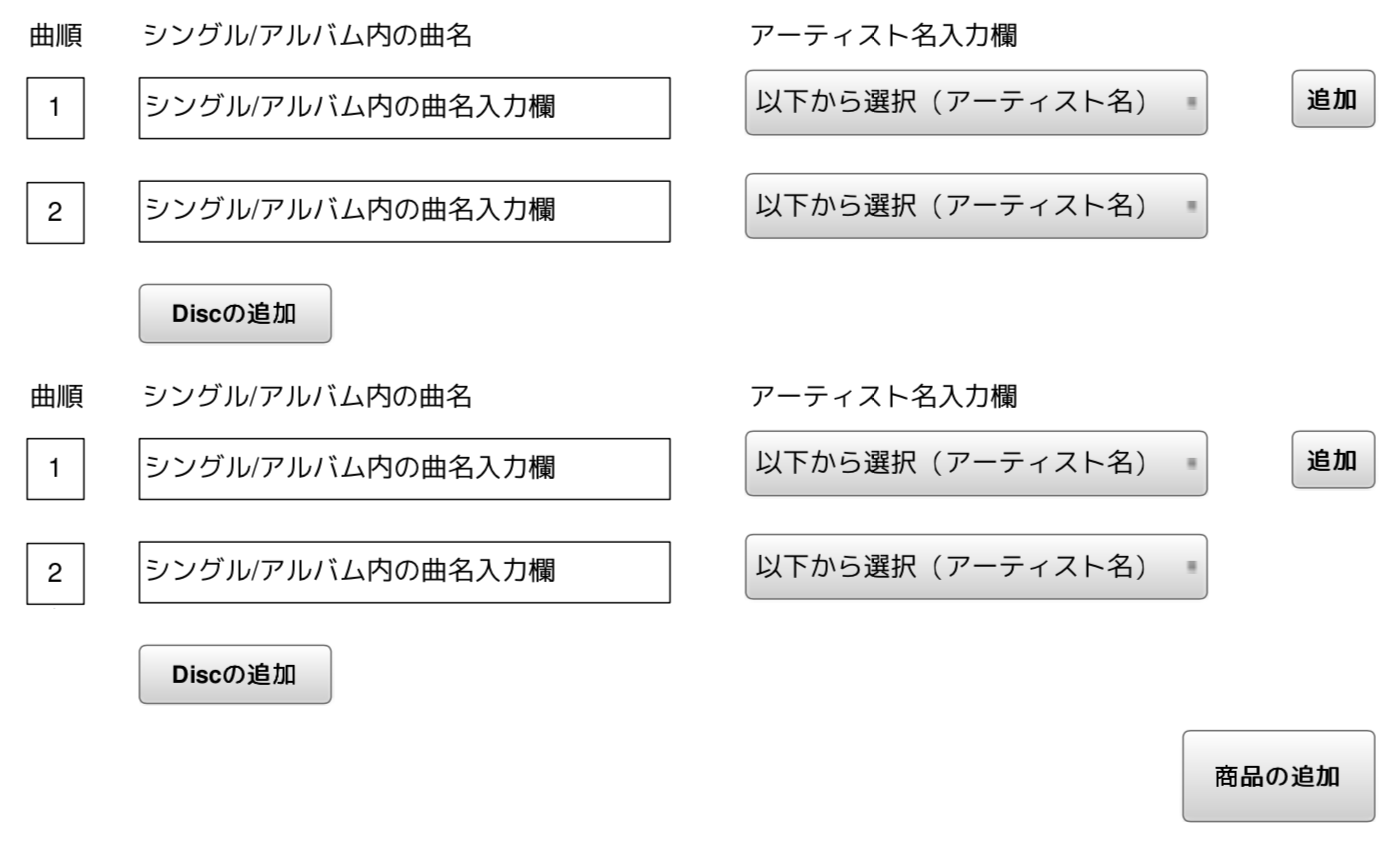 曲順 シングル/アルバム内の曲名 アーティスト名入力欄
1 シングル/アルバム内の曲名入力欄 以下から選択（アーティスト名） 追加
2 シングル/アルバム内の曲名入力欄 以下から選択（アーティスト名）
Discの追加
曲順 シングル/アルバム内の曲名 アーティスト名入力欄
1 シングル/アルバム内の曲名入力欄 以下から選択（アーティスト名） 追加
2 シングル/アルバム内の曲名入力欄 以下から選択（アーティスト名）
Discの追加
商品の追加